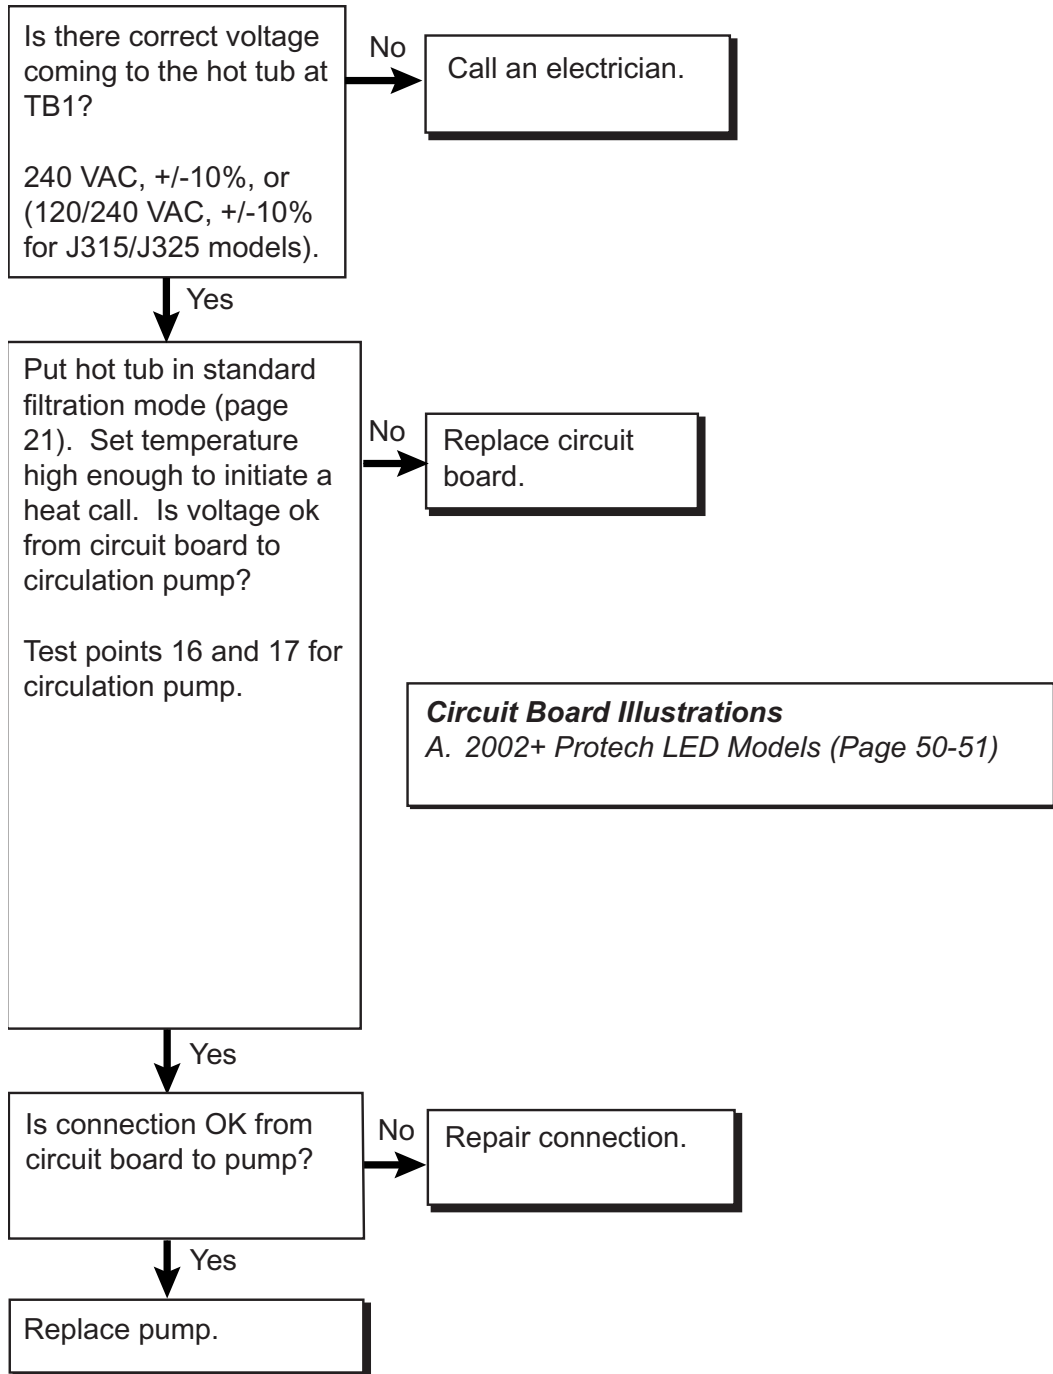 Is there correct voltage
coming to the hot tub at
TB1?
240 VAC, +/-10%, or
(120/240 VAC, +/-10%
for J315/J325 models).
No
Call an electrician.
Yes
Put hot tub in standard
filtration mode (page
21).  Set temperature
high enough to initiate a
heat call.  Is voltage ok
from circuit board to
circulation pump?
Test points 16 and 17 for
circulation pump.
No
Replace circuit
board.
Circuit Board Illustrations
A.  2002+ Protech LED Models (Page 50-51)
Yes
Is connection OK from
circuit board to pump?
No
Repair connection.
Yes
Replace pump.